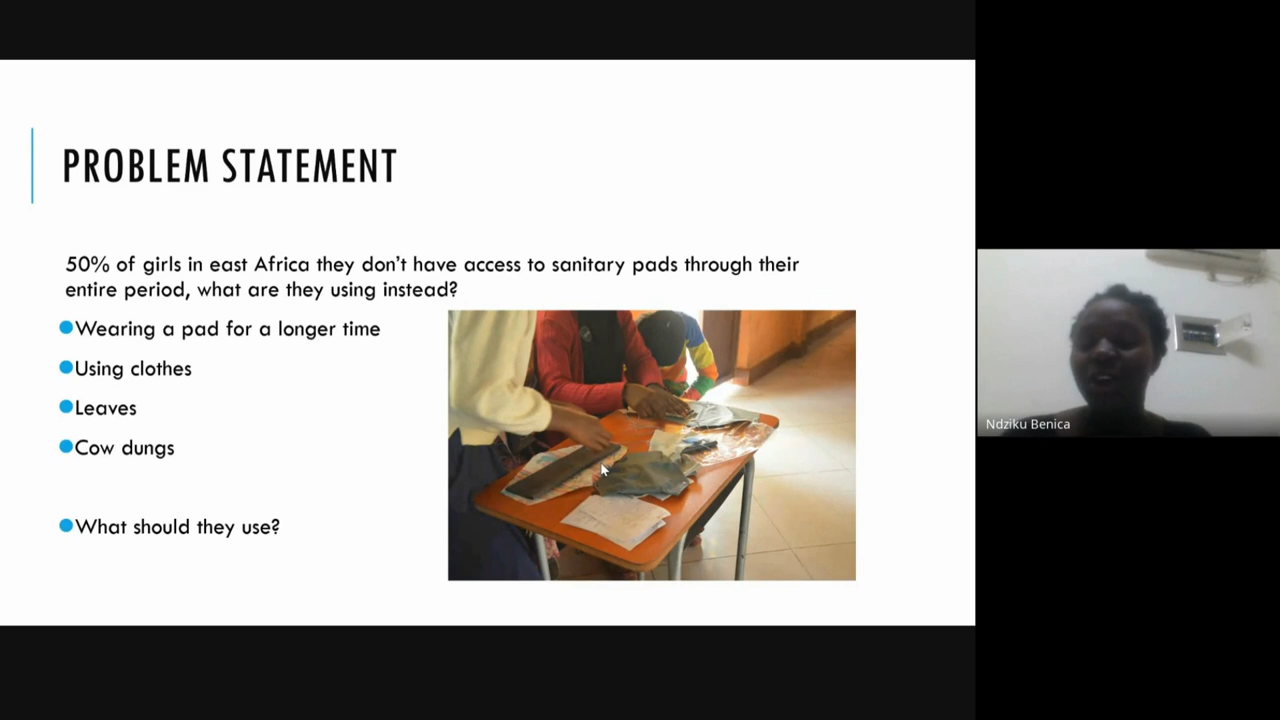 PROBLEM STATEMENT
50% of girls in east Africa they don't have access to sanitary pads through their
entire period, what are they using instead?
Wearing a pad for a longer time
Using clothes
Leaves
Cow dungs
What should they use?
Ndziku Benica